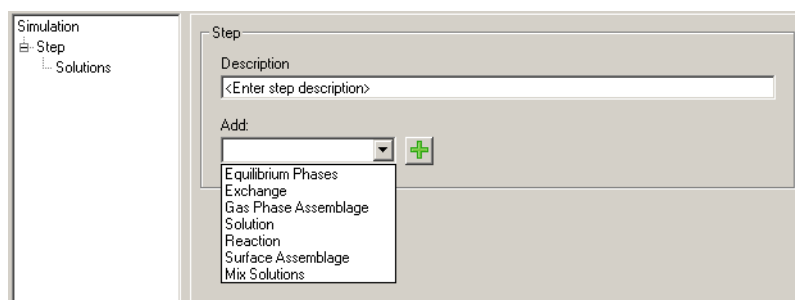 Simulation
Step
Solutions
Step
Description
<Enter step description>
Add:
Equilibrium Phases
Exchange
Gas Phase Assemblage
Solution
Reaction
Surface Assemblage
Mix Solutions